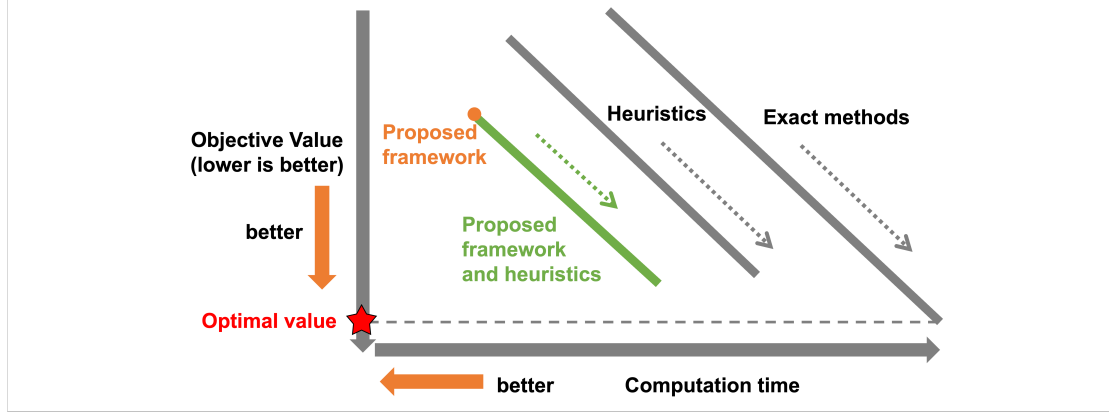 Heuristics
Exact methods
Objective Value
(lower is better)
Proposed
framework
better
Proposed
framework
and heuristics
Optimal value
better
Computation time